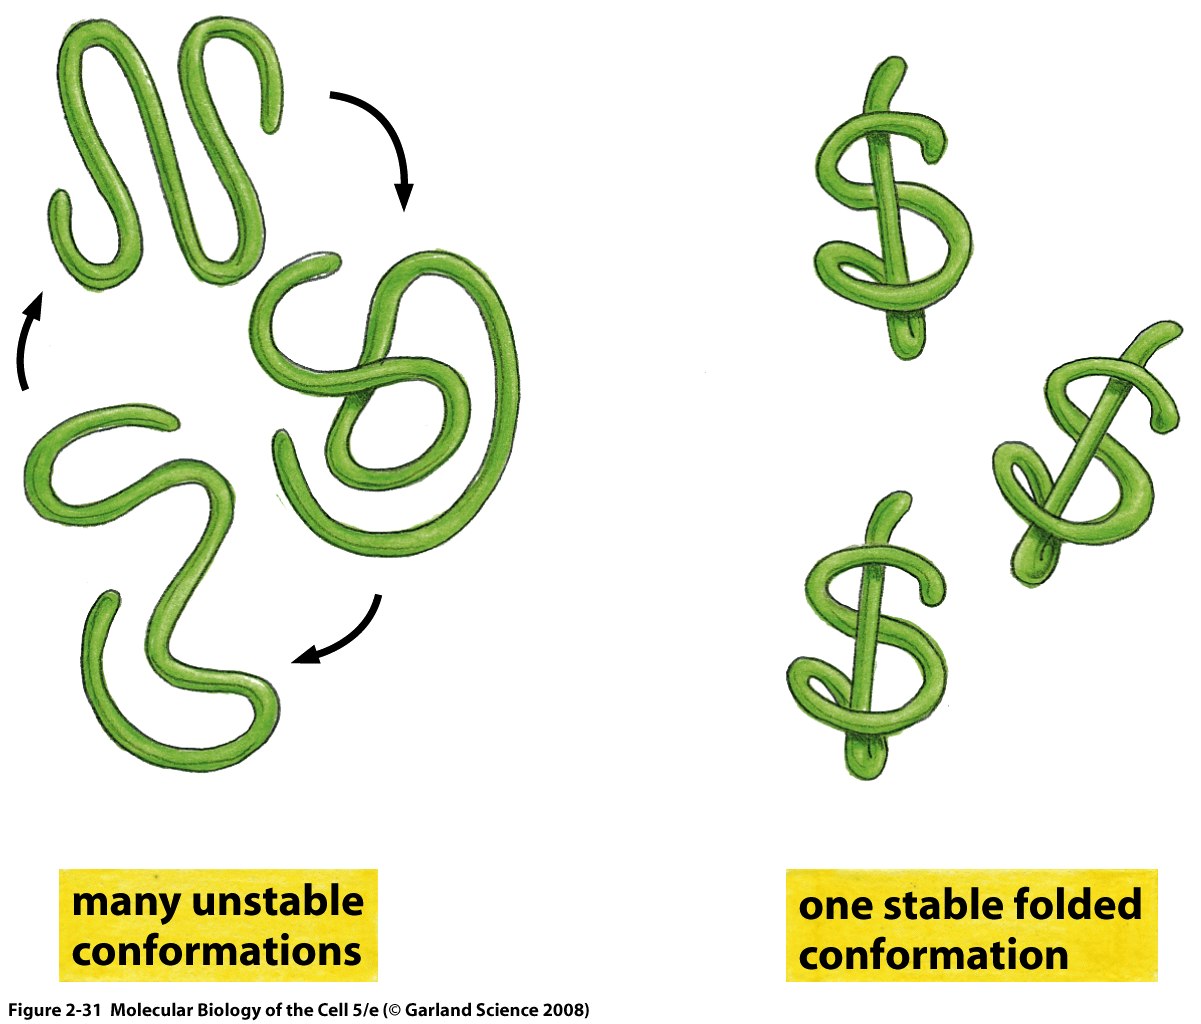 many unstable
conformations
one stable folded
conformation
Figure 2-31 Molecular Biology of the Cell 5/e (© Garland Science 2008)